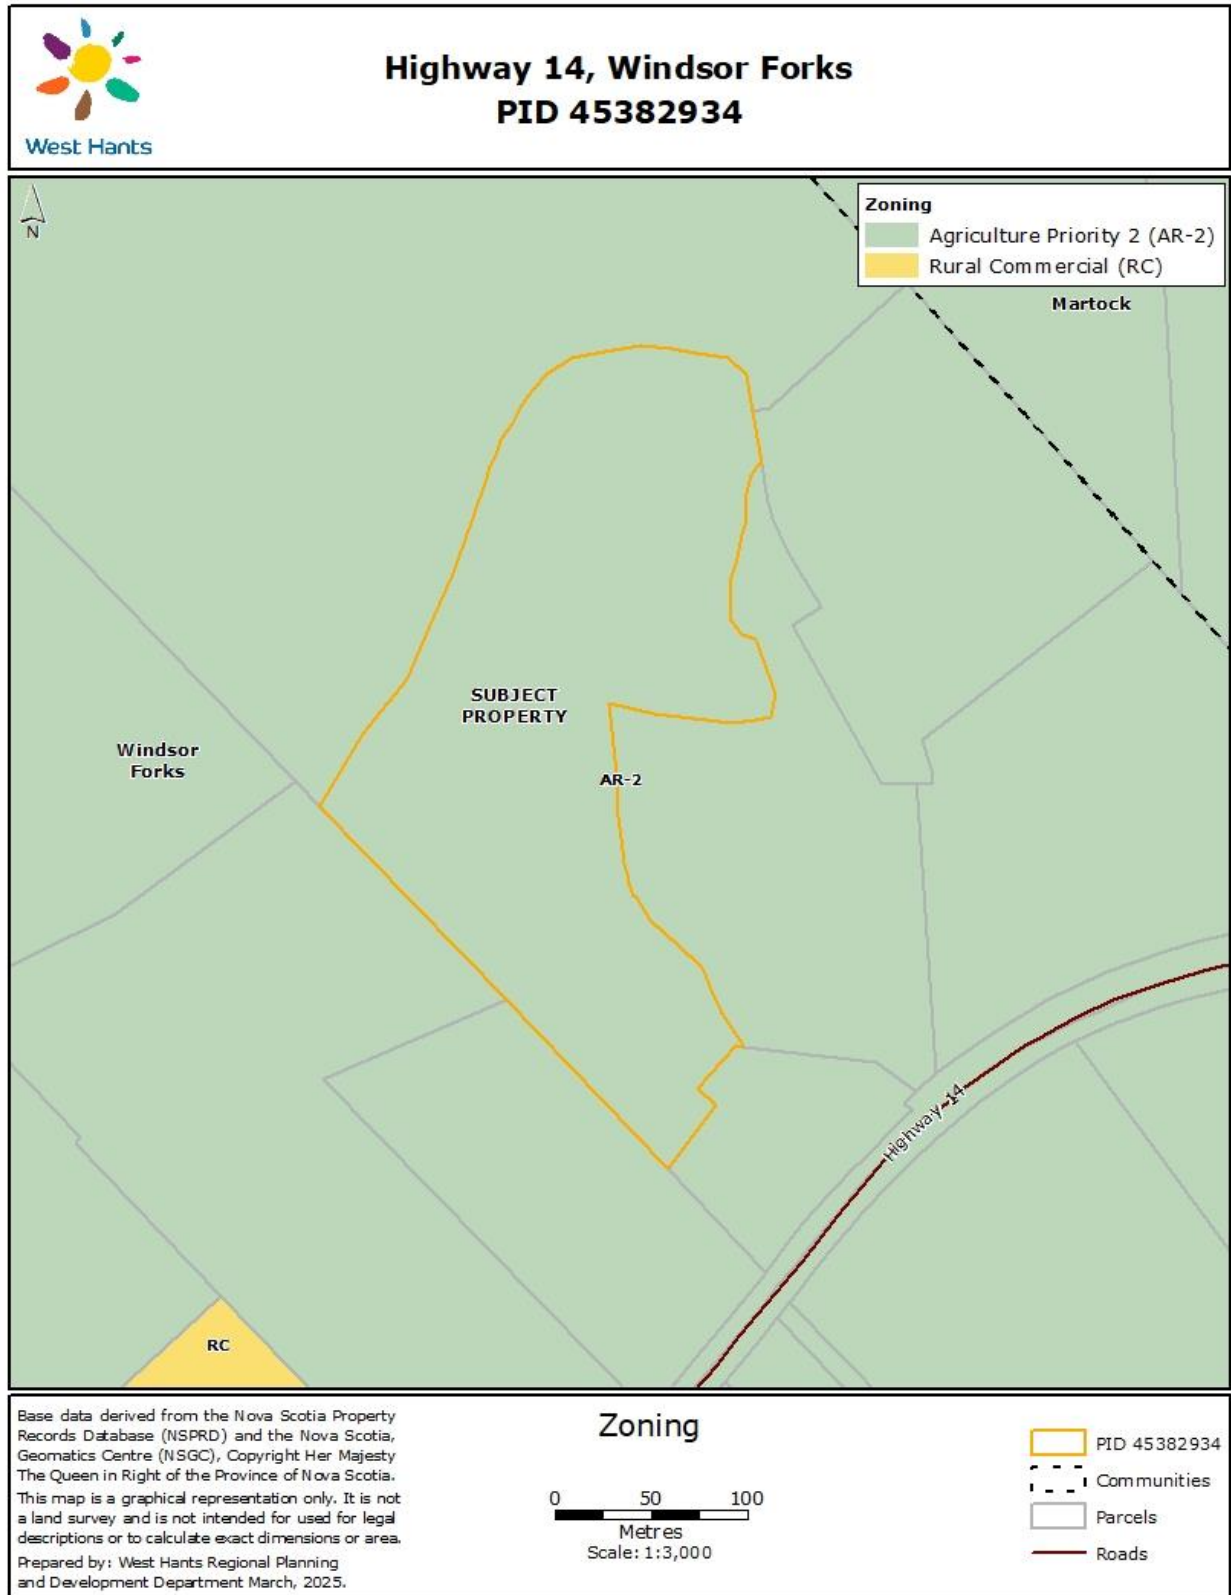 West Hants
Highway 14, Windsor Forks
PID 45382934
N
Zoning
Agriculture Priority 2 (AR-2)
Rural Commercial (RC)
Martock
SUBJECT
PROPERTY
Windsor
Forks
AR-2
Highway 14
RC
Base data derived from the Nova Scotia Property
Records Database (NSPRD) and the Nova Scotia,
Geomatics Centre (NSGC), Copyright Her Majesty
The Queen in Right of the Province of Nova Scotia.
This map is a graphical representation only. It is not
a land survey and is not intended for used for legal
descriptions or to calculate exact dimensions or area.
Prepared by: West Hants Regional Planning
and Development Department March, 2025.
Zoning
0 50 100
Metres
Scale: 1:3,000
PID 45382934
Communities
Parcels
Roads